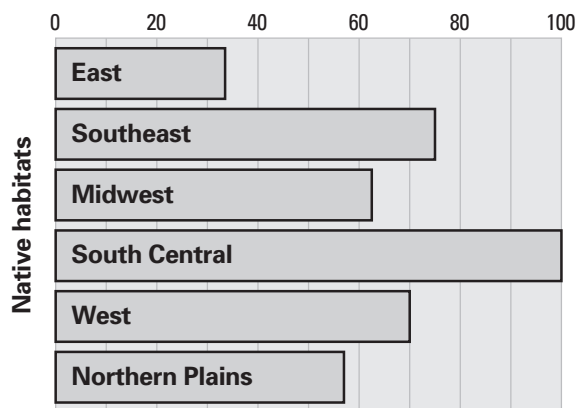 0 20 40 60 80 100
East
Southeast
Midwest
South Central
West
Northern Plains
Native habitats